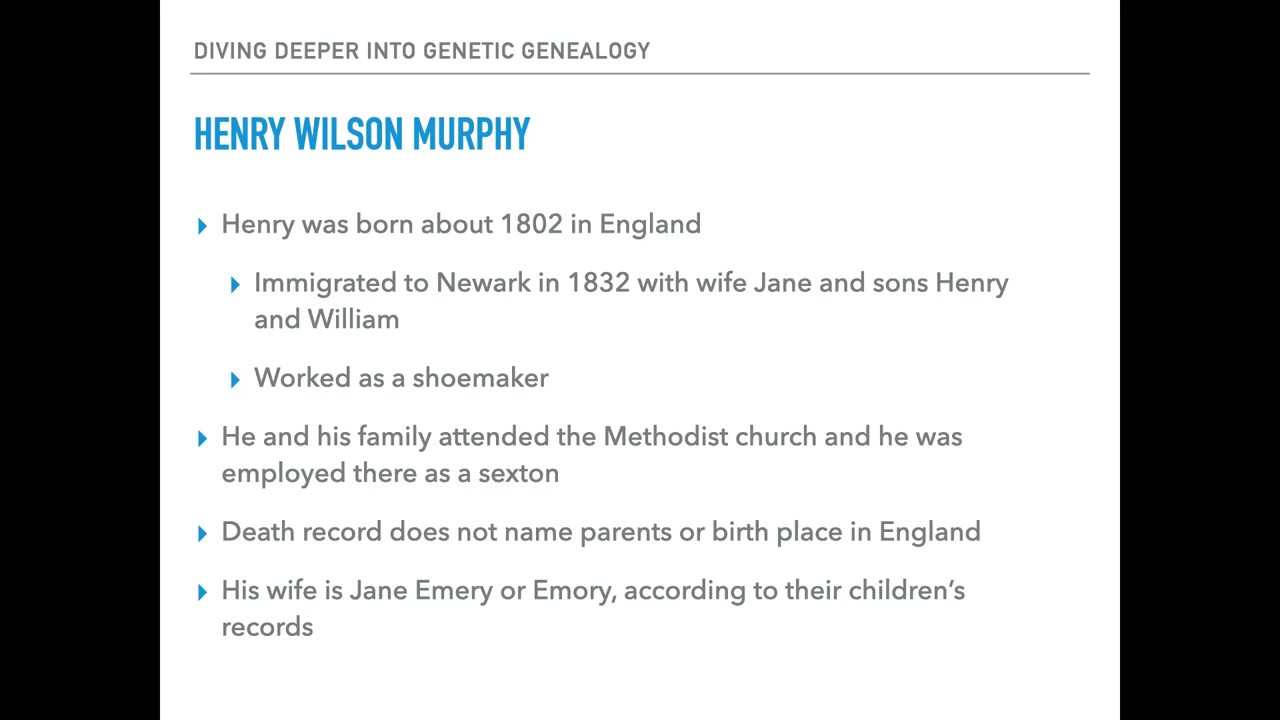 DIVING DEEPER INTO GENETIC GENEALOGY
HENRY WILSON MURPHY
Henry was born about 1802 in England
Immigrated to Newark in 1832 with wife Jane and sons Henry
and William
Worked as a shoemaker
He and his family attended the Methodist church and he was
employed there as a sexton
Death record does not name parents or birth place in England
His wife is Jane Emery or Emory, according to their children’s
records